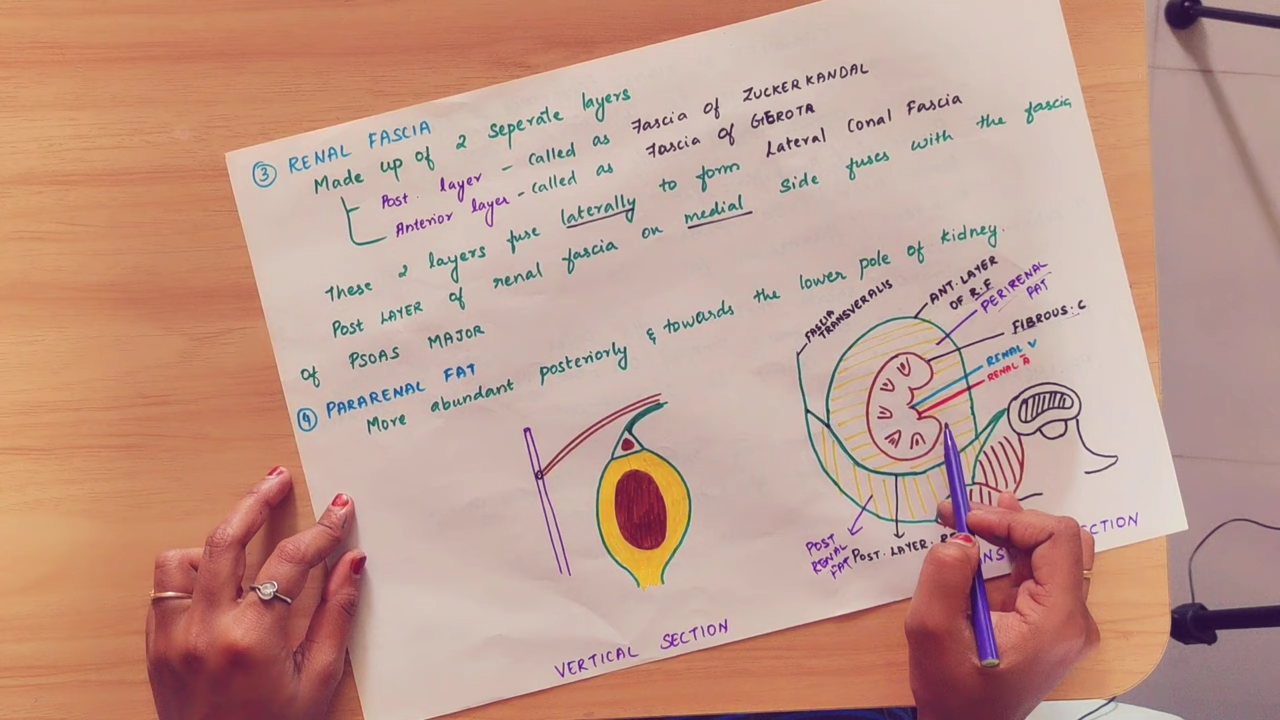 ③ RENAL FASCIA
Made up of 2 seperate layers
Post. layer - called as Fascia of ZUCKERKANDAL
Anterior layer - called as Fascia of GEROTA
These 2 layers fuse laterally to form Lateral Conal Fascia
Post LAYER of renal fascia on medial side fuses with the fascia
of PSOAS MAJOR
④ PARARENAL FAT
More abundant posteriorly & towards the lower pole of kidney.
FASCIA
TRANSVERALIS
ANT. LAYER
OF R.F
PERIRENAL
FAT
FIBROUS: C
RENAL V
RENAL A
POST
RENAL
FAT
POST. LAYER.
VERTICAL SECTION